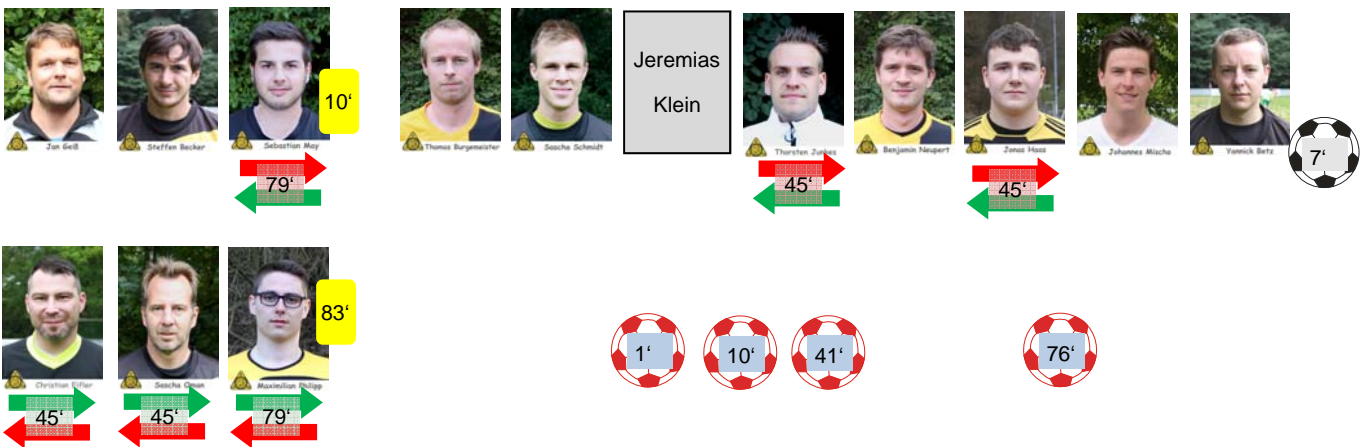 Jan Geiß
Steffen Becker
Sebastian May
10‘
Thomas Burgemeister
Sascha Schmidt
Jeremias
Klein
Thorsten Junkes
Benjamin Neupert
Jonas Haas
Johannes Mischo
Yannick Betz
7‘
79‘
45‘
45‘
Christian Eifler
Sascha Oman
Maximilian Philipp
83‘
1‘
10‘
41‘
76‘
45‘
45‘
79‘